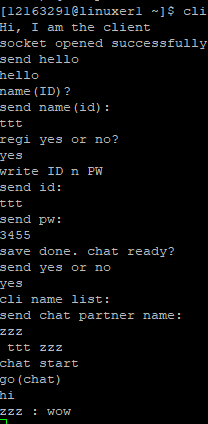 [12163291@linuxer1 ~]$ cli
Hi, I am the client
socket opened successfully
send hello
hello
name(ID)?
send name(id):
ttt
regi yes or no?
yes
write ID n PW
send id:
ttt
send pw:
3455
save done. chat ready?
send yes or no
yes
cli name list:
send chat partner name:
zzz
 ttt zzz
chat start
go(chat)
hi
zzz : wow